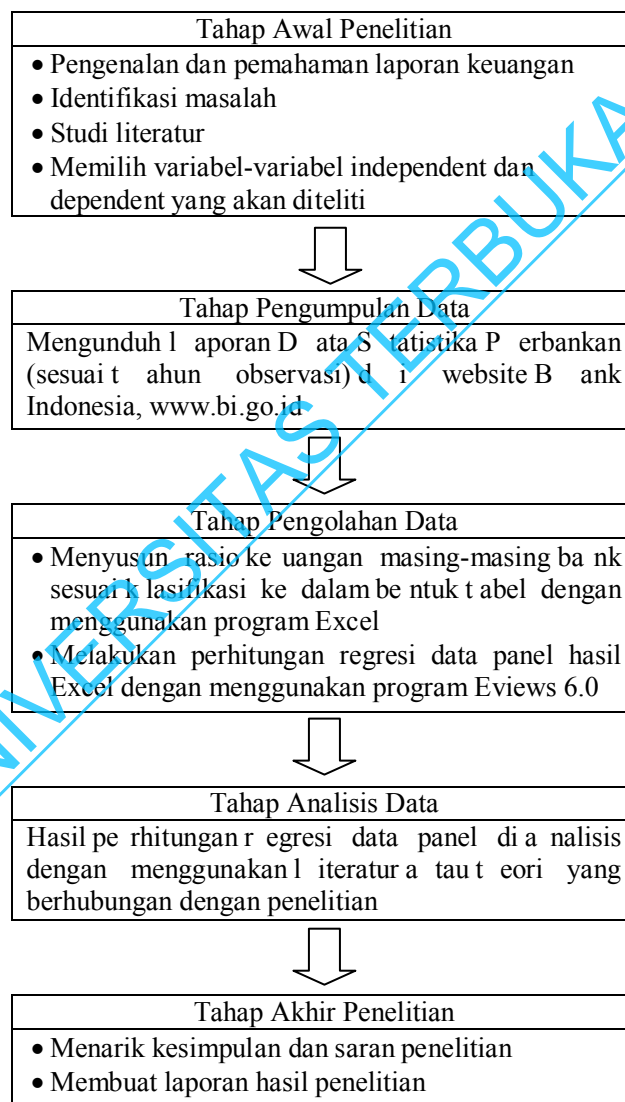 Tahap Awal Penelitian
• Pengenalan dan pemahaman laporan keuangan
• Identifikasi masalah
• Studi literatur
• Memilih variabel-variabel independent dan
dependent yang akan diteliti
Tahap Pengumpulan Data
Mengunduh l aporan D ata S tatistika P erbankan
(sesuai t ahun observasi) d i website B ank
Indonesia, www.bi.go.id
Tahap Pengolahan Data
• Menyusun rasio ke uangan masing-masing ba nk
sesuai k lasifikasi ke dalam be ntuk t abel dengan
menggunakan program Excel
• Melakukan perhitungan regresi data panel hasil
Excel dengan menggunakan program Eviews 6.0
Tahap Analisis Data
Hasil pe rhitungan r egresi data panel di a nalisis
dengan menggunakan l iteratur a tau t eori yang
berhubungan dengan penelitian
Tahap Akhir Penelitian
• Menarik kesimpulan dan saran penelitian
• Membuat laporan hasil penelitian
UNIVERSITAS TERBUKA